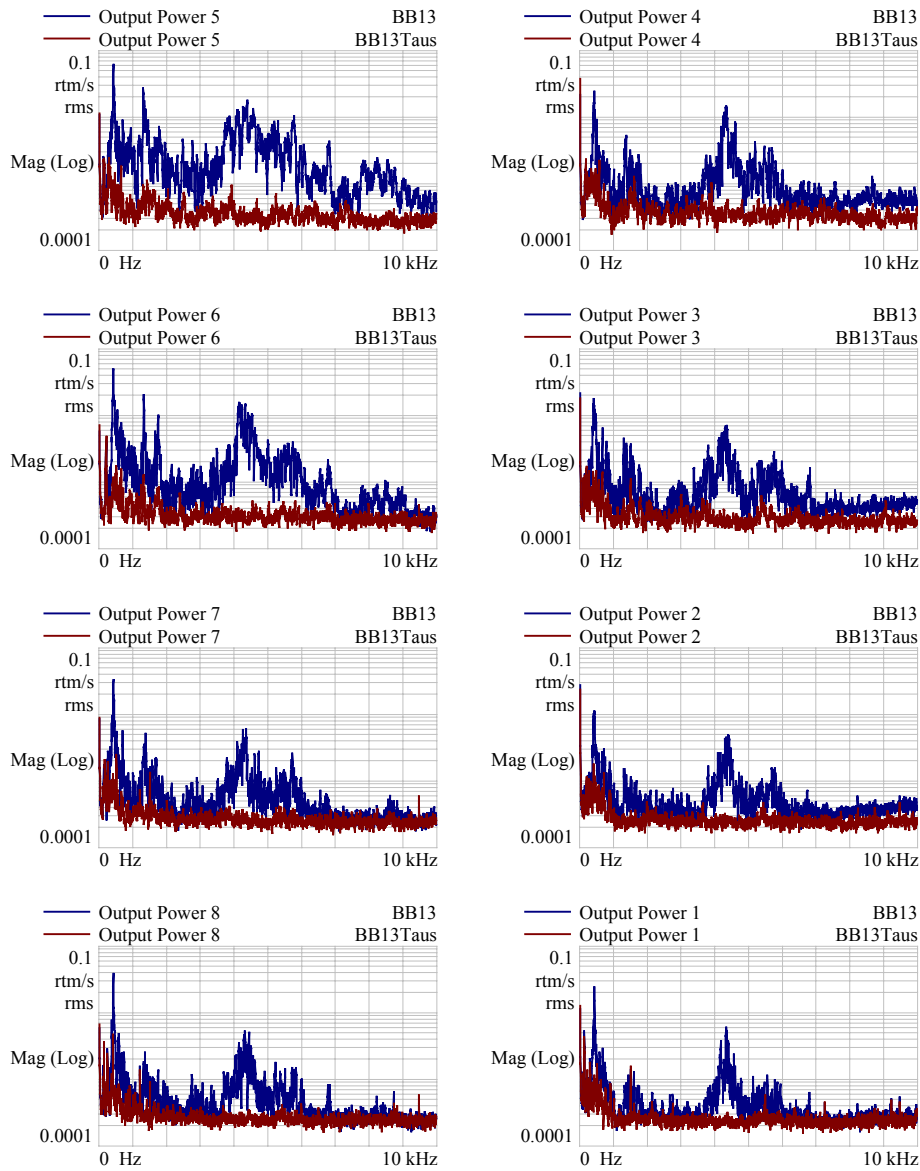 Output Power 5 BB13
Output Power 5 BB13Taus
0.1
rtm/s
rms
Mag (Log)
0.0001
0 Hz 10 kHz
Output Power 4 BB13
Output Power 4 BB13Taus
0.1
rtm/s
rms
Mag (Log)
0.0001
0 Hz 10 kHz
Output Power 6 BB13
Output Power 6 BB13Taus
0.1
rtm/s
rms
Mag (Log)
0.0001
0 Hz 10 kHz
Output Power 3 BB13
Output Power 3 BB13Taus
0.1
rtm/s
rms
Mag (Log)
0.0001
0 Hz 10 kHz
Output Power 7 BB13
Output Power 7 BB13Taus
0.1
rtm/s
rms
Mag (Log)
0.0001
0 Hz 10 kHz
Output Power 2 BB13
Output Power 2 BB13Taus
0.1
rtm/s
rms
Mag (Log)
0.0001
0 Hz 10 kHz
Output Power 8 BB13
Output Power 8 BB13Taus
0.1
rtm/s
rms
Mag (Log)
0.0001
0 Hz 10 kHz
Output Power 1 BB13
Output Power 1 BB13Taus
0.1
rtm/s
rms
Mag (Log)
0.0001
0 Hz 10 kHz